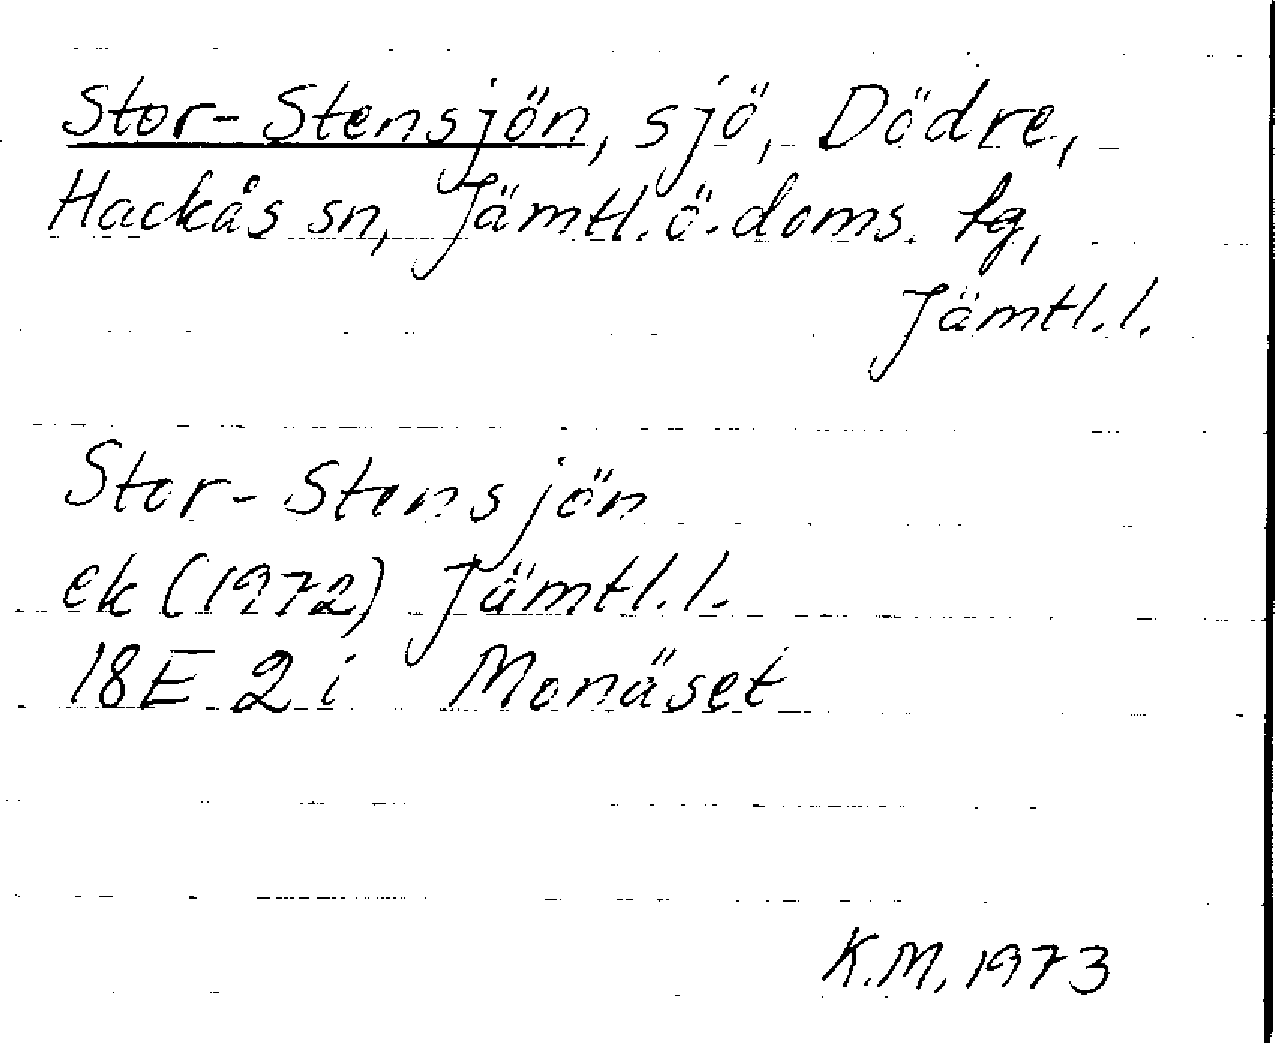 Stor-Stensjön, sjö, Dödre,
Hackås sn, Jämtl. ö. doms. tg,
Jämtl. l.
Stor-Stensjön
ek (1972) Jämtl. l.
18E 2i Monäset
K.M, 1973